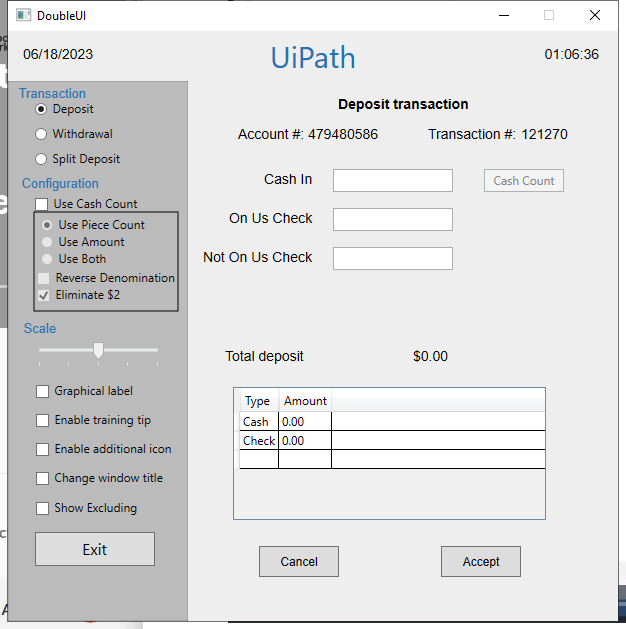 DoubleUI
06/18/2023
UiPath
01:06:36
Transaction
Deposit
Withdrawal
Split Deposit
Configuration
Use Cash Count
Use Piece Count
Use Amount
Use Both
Reverse Denomination
Eliminate $2
Scale
Graphical label
Enable training tip
Enable additional icon
Change window title
Show Excluding
Exit
Deposit transaction
Account #: 479480586 Transaction #: 121270
Cash In
Cash Count
On Us Check
Not On Us Check
Total deposit $0.00
Type Amount
Cash 0.00
Check 0.00
Cancel Accept